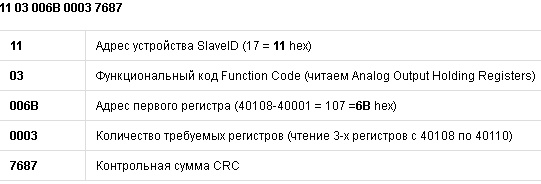 11 03 006B 0003 7687
11 Адрес устройства SlaveID (17 = 11 hex)
03 Функциональный код Function Code (читаем Analog Output Holding Registers)
006B Адрес первого регистра (40108-40001 = 107 =6B hex)
0003 Количество требуемых регистров (чтение 3-х регистров с 40108 по 40110)
7687 Контрольная сумма CRC